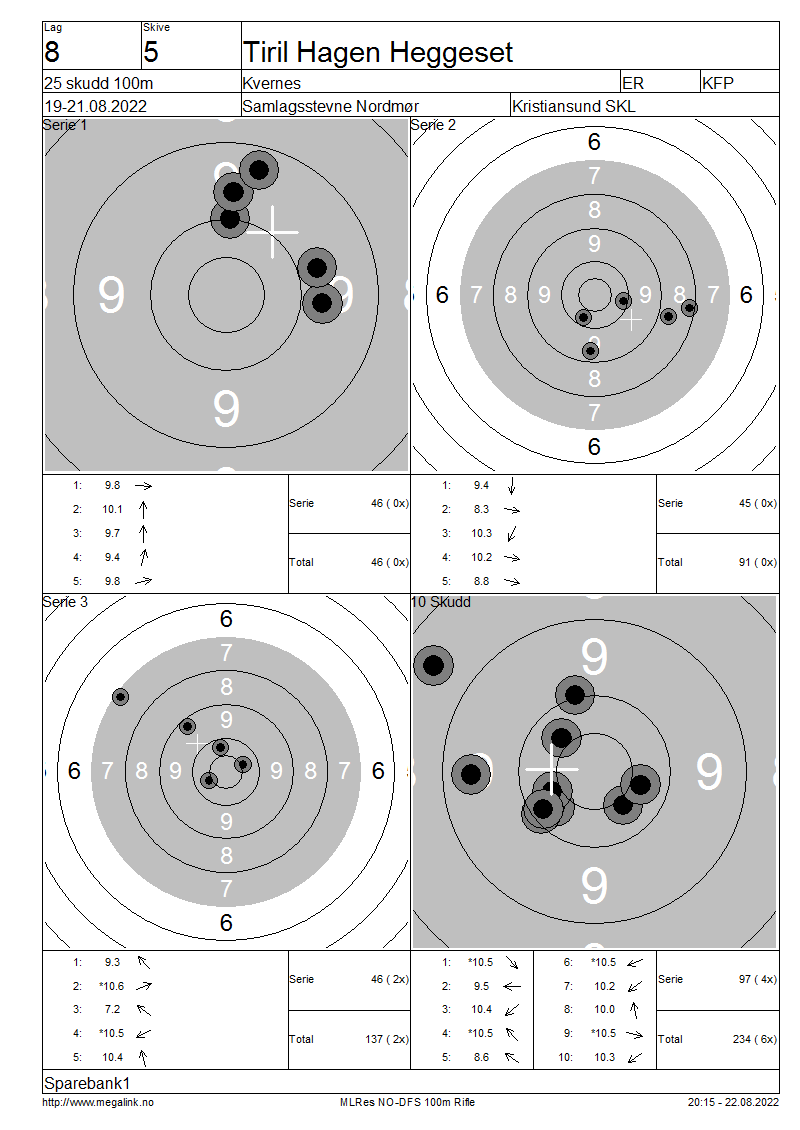 Lag Skive
8 5 Tiril Hagen Heggeset
25 skudd 100m Kvernes ER KFP
19-21.08.2022 Samlagsstevne Nordmør Kristiansund SKL
Serie 1
9
9 9
9
Serie 2
6
7
8
9
6 7 8 9 9 8 7 6
9
8
7
6
1: 9.8
2: 10.1
3: 9.7
4: 9.4
5: 9.8
Serie 46 ( 0x)
Total 46 ( 0x)
1: 9.4
2: 8.3
3: 10.3
4: 10.2
5: 8.8
Serie 45 ( 0x)
Total 91 ( 0x)
Serie 3
6
7
8
9
6 7 8 9 9 8 7 6
9
8
7
6
10 Skudd
9
9 9
9
1: 9.3
2: *10.6
3: 7.2
4: *10.5
5: 10.4
Serie 46 ( 2x)
Total 137 ( 2x)
1: *10.5 6: *10.5
2: 9.5 7: 10.2
3: 10.4 8: 10.0
4: *10.5 9: *10.5
5: 8.6 10: 10.3
Serie 97 ( 4x)
Total 234 ( 6x)
Sparebank1
http://www.megalink.no MLRes NO-DFS 100m Rifle 20:15 - 22.08.2022